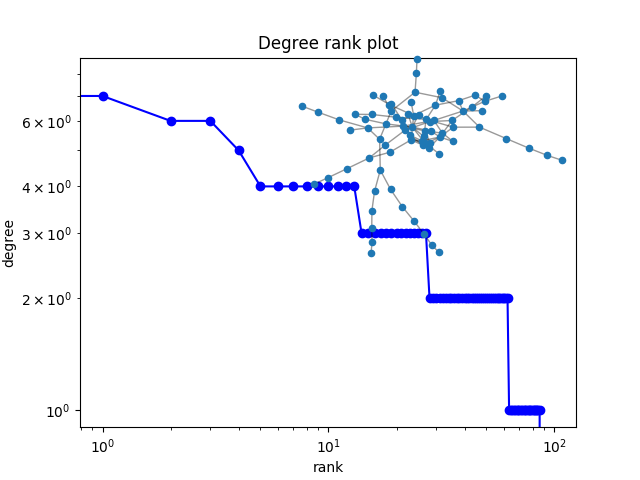 Degree rank plot
degree
6 × 10⁰
4 × 10⁰
3 × 10⁰
2 × 10⁰
10⁰
10⁰ 10¹ 10²
rank